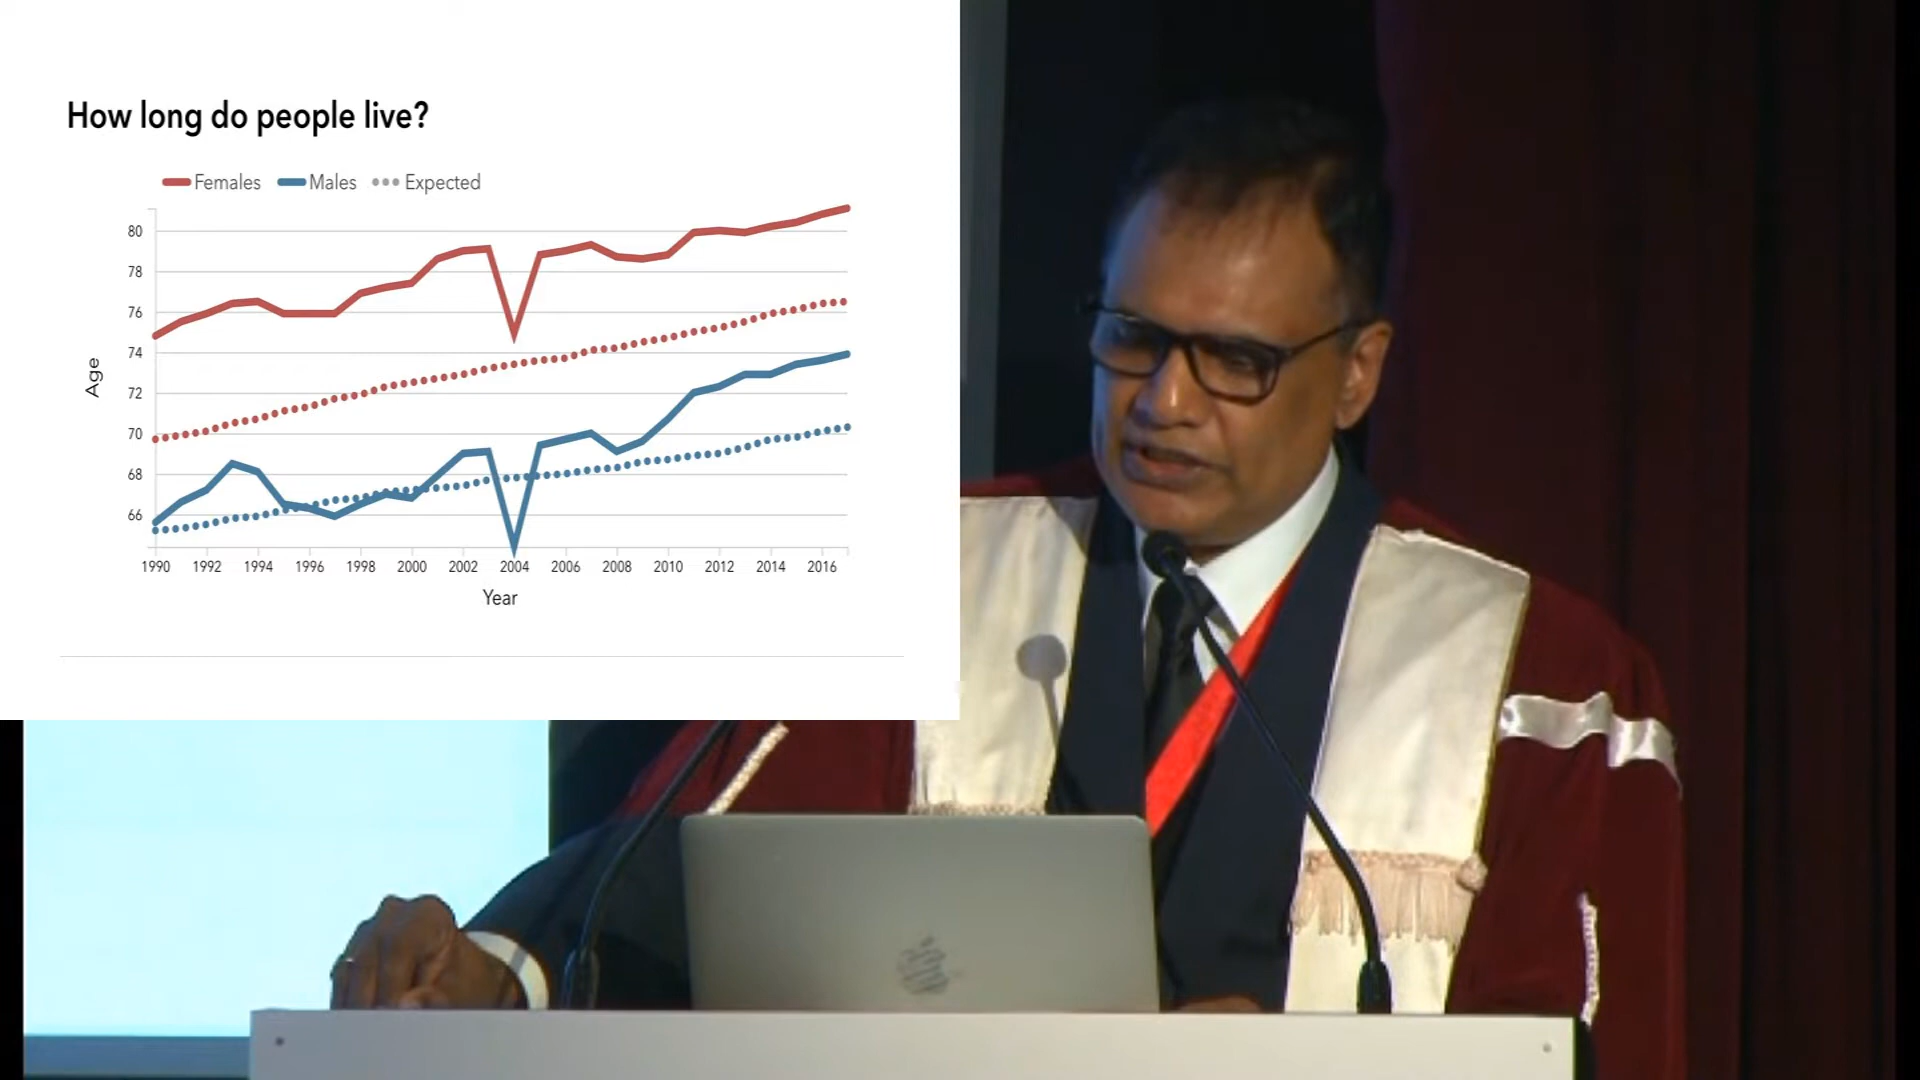 How long do people live?
Females Males Expected
80
78
76
74
72
70
68
66
Age
1990 1992 1994 1996 1998 2000 2002 2004 2006 2008 2010 2012 2014 2016
Year